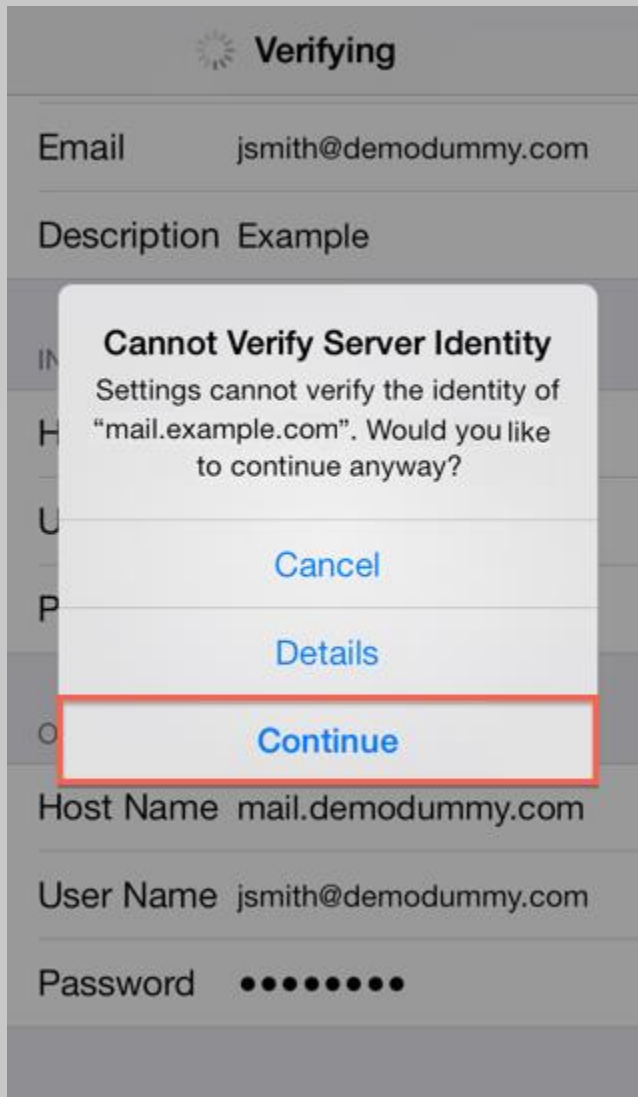 Verifying
Email jsmith@demodummy.com
Description Example
IN
Cannot Verify Server Identity
Settings cannot verify the identity of
“mail.example.com”. Would you like
to continue anyway?
H
U
Cancel
P
Details
O
Continue
Host Name mail.demodummy.com
User Name jsmith@demodummy.com
Password ••••••••